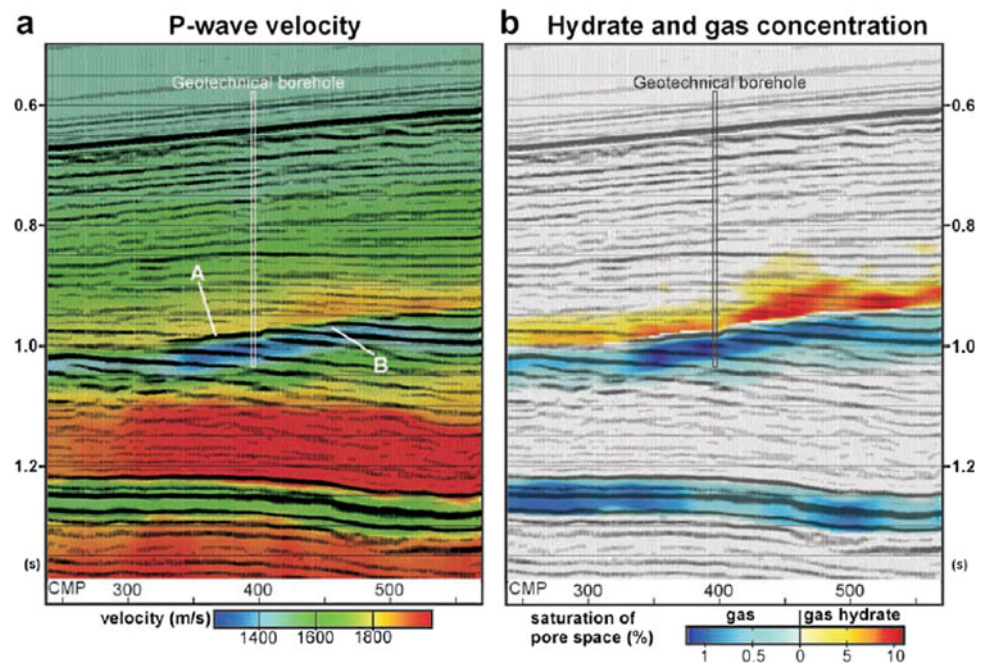 a P-wave velocity
Geotechnical borehole
0.6
0.8
A
1.0
B
1.2
(s)
CMP 300 400 500
velocity (m/s)
1400 1600 1800
b Hydrate and gas concentration
Geotechnical borehole
0.6
0.8
1.0
1.2
(s)
CMP 300 400 500
saturation of
pore space (%)
gas gas hydrate
1 0.5 0 5 10